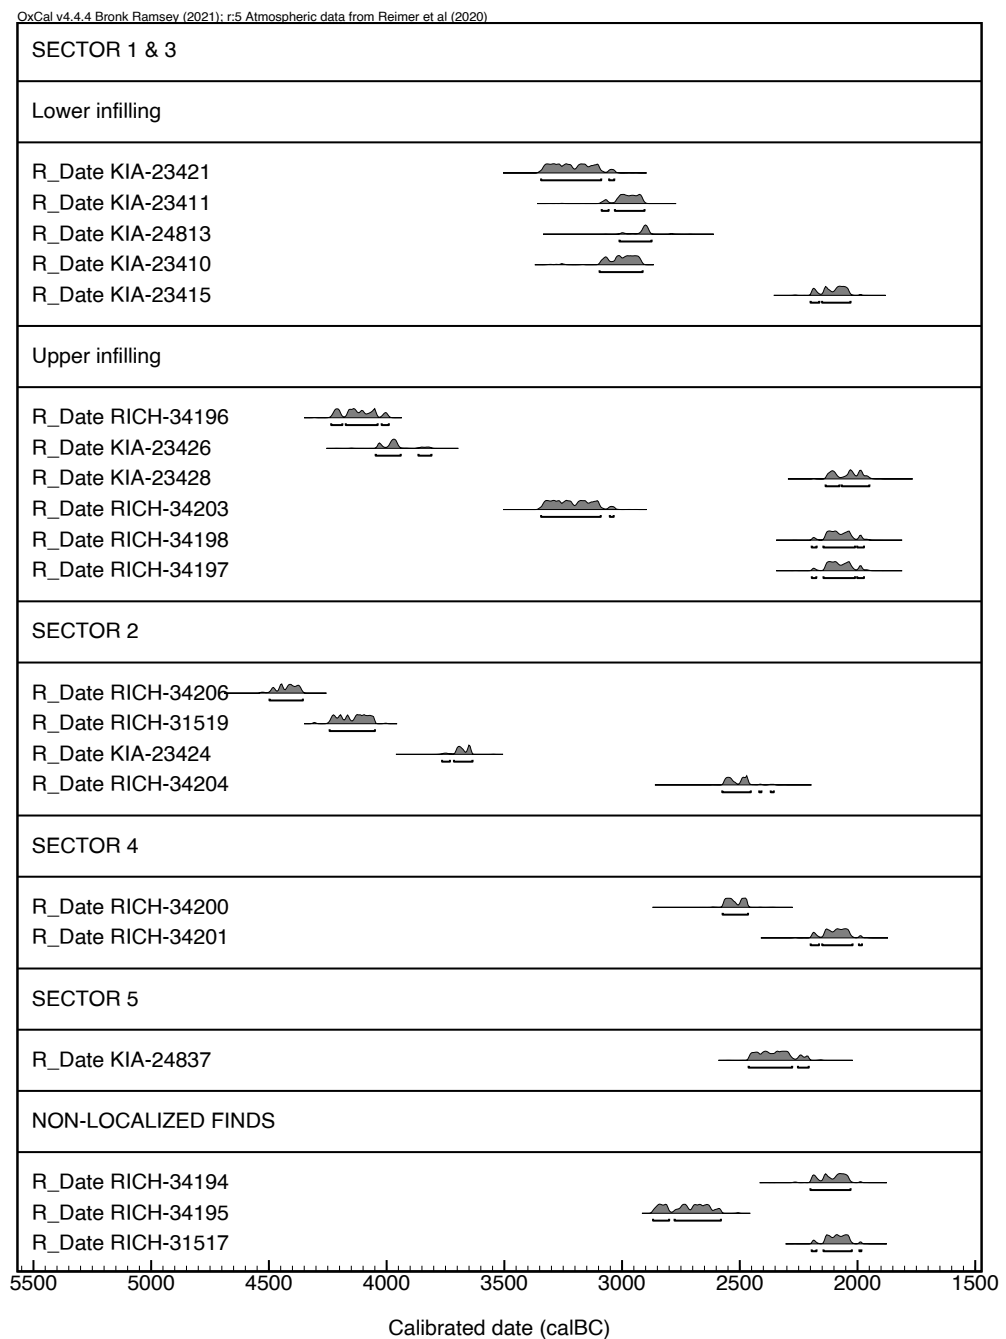 OxCal v4.4.4 Bronk Ramsey (2021); r:5 Atmospheric data from Reimer et al (2020)
SECTOR 1 & 3
Lower infilling
R_Date KIA-23421
R_Date KIA-23411
R_Date KIA-24813
R_Date KIA-23410
R_Date KIA-23415
Upper infilling
R_Date RICH-34196
R_Date KIA-23426
R_Date KIA-23428
R_Date RICH-34203
R_Date RICH-34198
R_Date RICH-34197
SECTOR 2
R_Date RICH-34206
R_Date RICH-31519
R_Date KIA-23424
R_Date RICH-34204
SECTOR 4
R_Date RICH-34200
R_Date RICH-34201
SECTOR 5
R_Date KIA-24837
NON-LOCALIZED FINDS
R_Date RICH-34194
R_Date RICH-34195
R_Date RICH-31517
5500 5000 4500 4000 3500 3000 2500 2000 1500
Calibrated date (calBC)